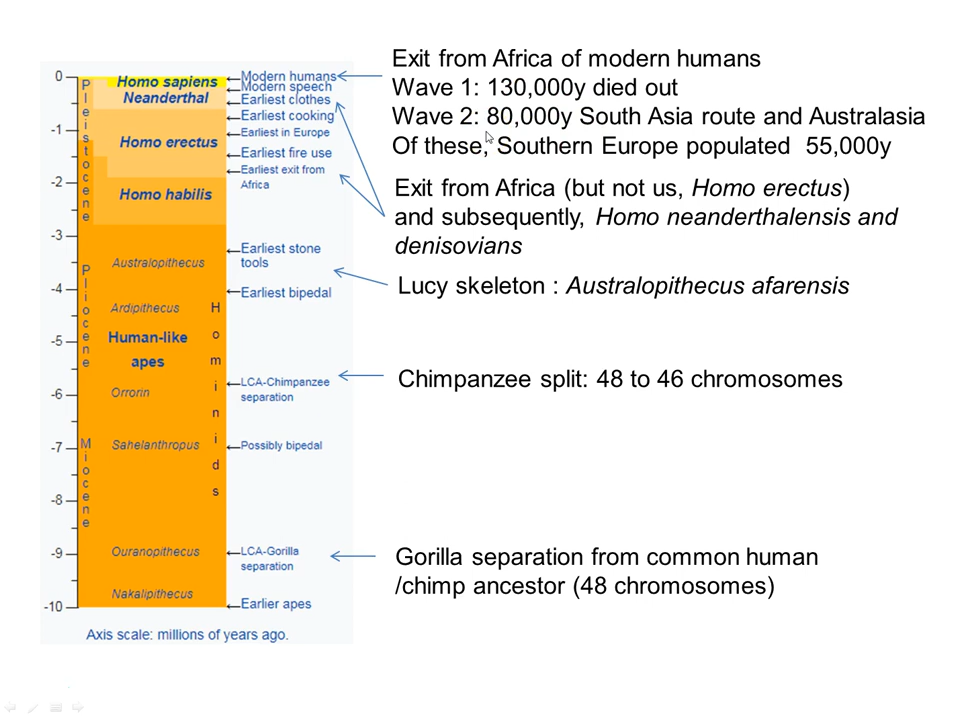 0
-1
-2
-3
-4
-5
-6
-7
-8
-9
-10
Pleistocene
Pliocene
Miocene
Homo sapiens
Neanderthal
Homo erectus
Homo habilis
Australopithecus
Ardipithecus
Human-like
apes
Orrorin
Sahelanthropus
Ouranopithecus
Nakalipithecus
Hominids
Modern humans
Modern speech
Earliest clothes
Earliest cooking
Earliest in Europe
Earliest fire use
Earliest exit from
Africa
Earliest stone
tools
Earliest bipedal
LCA-Chimpanzee
separation
Possibly bipedal
LCA-Gorilla
separation
Earlier apes
Axis scale: millions of years ago.
Exit from Africa of modern humans
Wave 1: 130,000y died out
Wave 2: 80,000y South Asia route and Australasia
Of these, Southern Europe populated 55,000y
Exit from Africa (but not us, Homo erectus)
and subsequently, Homo neanderthalensis and
denisovians
Lucy skeleton : Australopithecus afarensis
Chimpanzee split: 48 to 46 chromosomes
Gorilla separation from common human
/chimp ancestor (48 chromosomes)